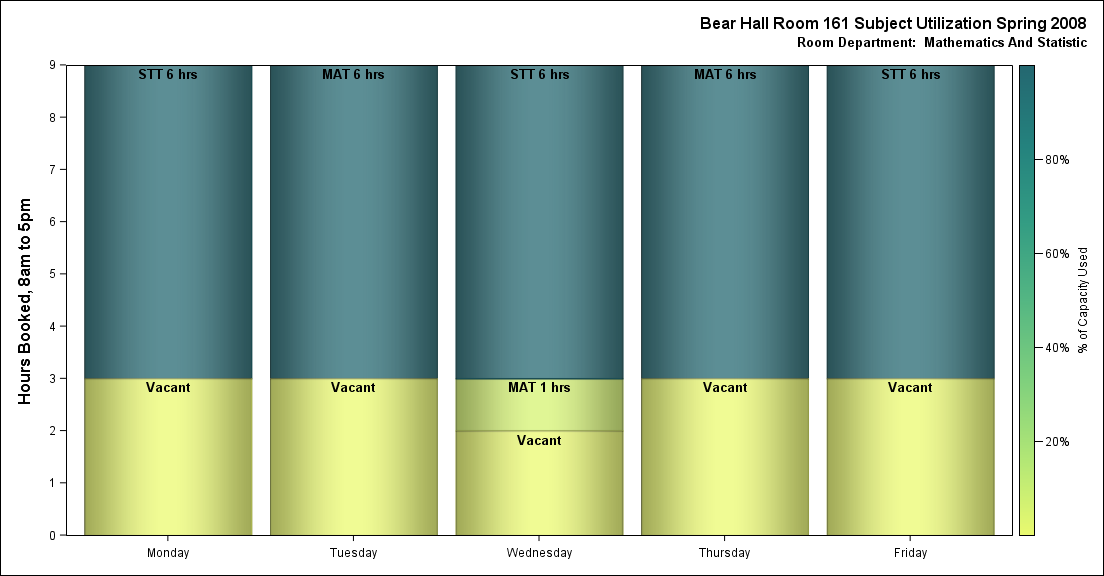 Bear Hall Room 161 Subject Utilization Spring 2008
Room Department:  Mathematics And Statistic
Hours Booked, 8am to 5pm
9
8
7
6
5
4
3
2
1
0
STT 6 hrs
Vacant
MAT 6 hrs
Vacant
STT 6 hrs
MAT 1 hrs
Vacant
MAT 6 hrs
Vacant
STT 6 hrs
Vacant
Monday
Tuesday
Wednesday
Thursday
Friday
80%
60%
40%
20%
% of Capacity Used